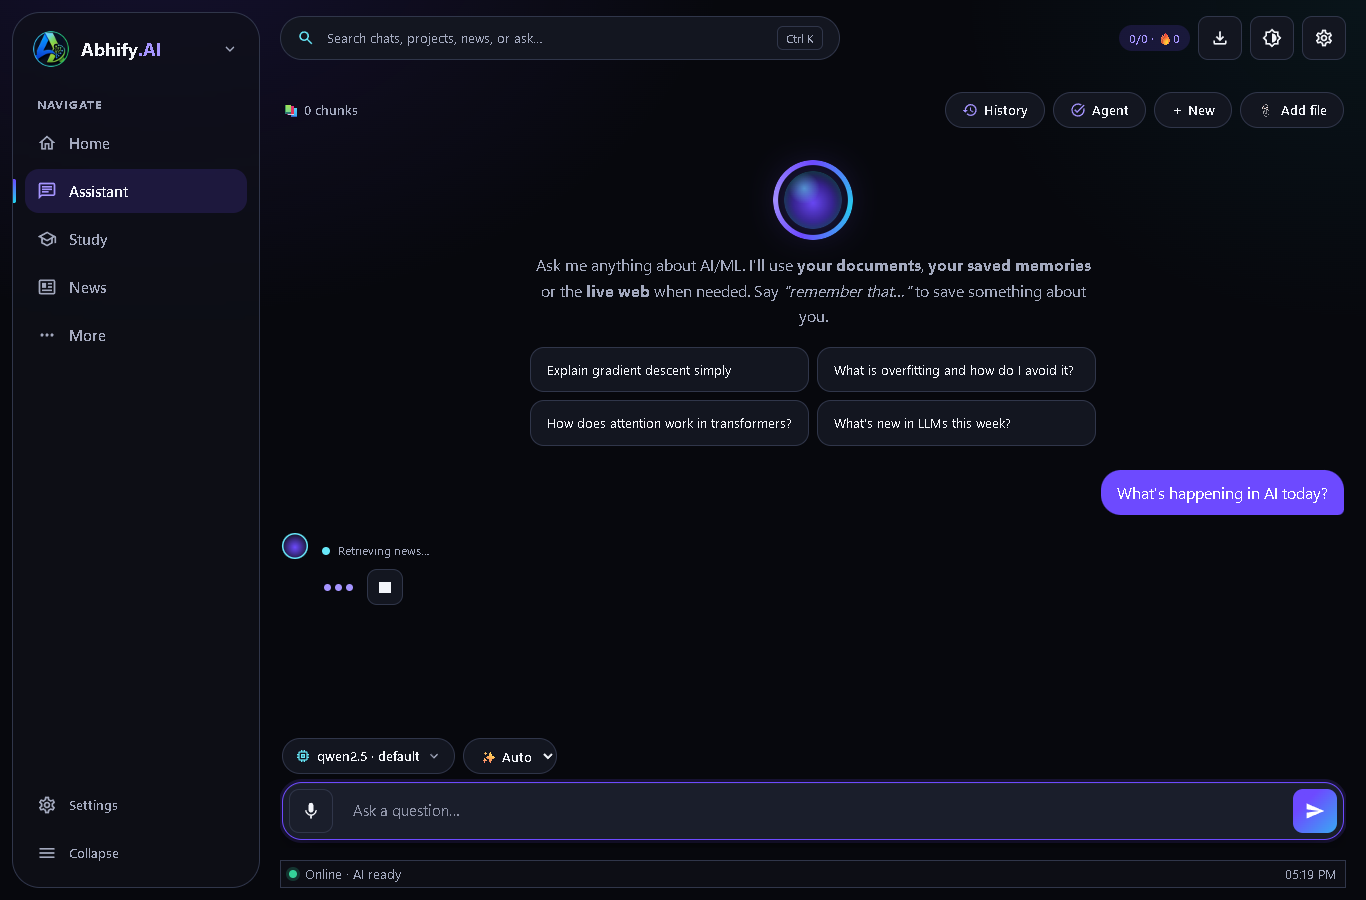 Abhify.AI
Search chats, projects, news, or ask...
Ctrl K
0/0 · 🔥 0
NAVIGATE
Home
Assistant
Study
News
More
Settings
Collapse
0 chunks
History
Agent
+ New
Add file
Ask me anything about AI/ML. I'll use your documents, your saved memories
or the live web when needed. Say "remember that..." to save something about
you.
Explain gradient descent simply
What is overfitting and how do I avoid it?
How does attention work in transformers?
What's new in LLMs this week?
What's happening in AI today?
Retrieving news...
qwen2.5 · default
✨ Auto
Ask a question...
Online · AI ready
05:19 PM